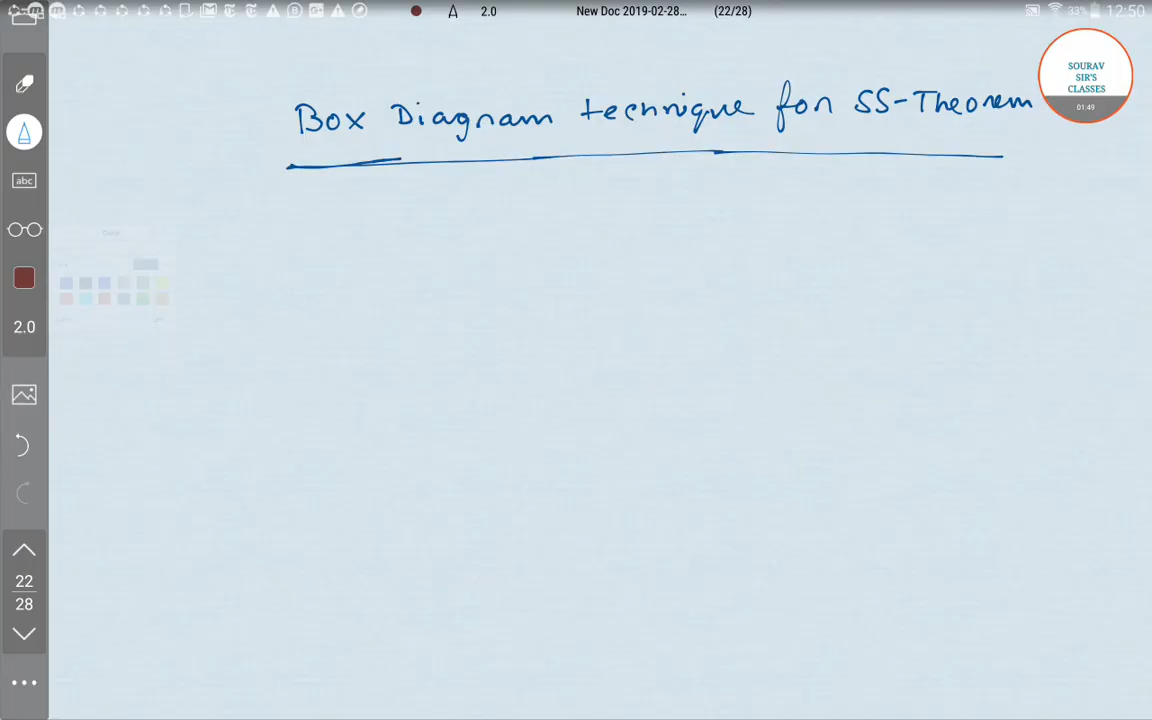 2.0 New Doc 2019-02-28... (22/28) 33% 12:50
SOURAV
SIR'S
CLASSES
01:49
Box Diagram technique for SS-Theorem
abc
2.0
22
28